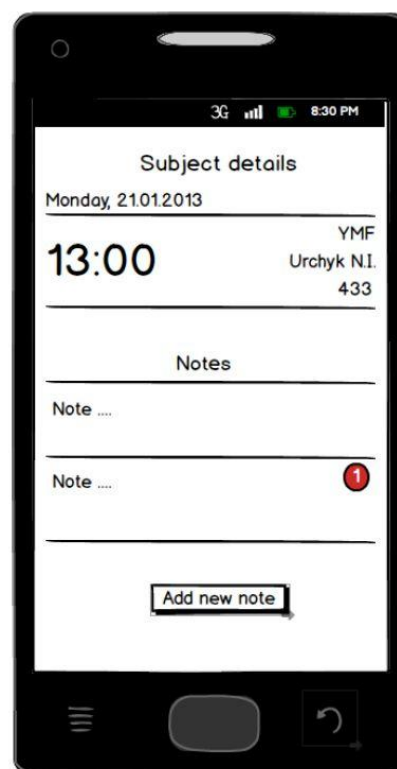 3G 8:30 PM
Subject details
Monday, 21.01.2013
13:00
YMF
Urchyk N.I.
433
Notes
Note ....
Note ....
1
Add new note